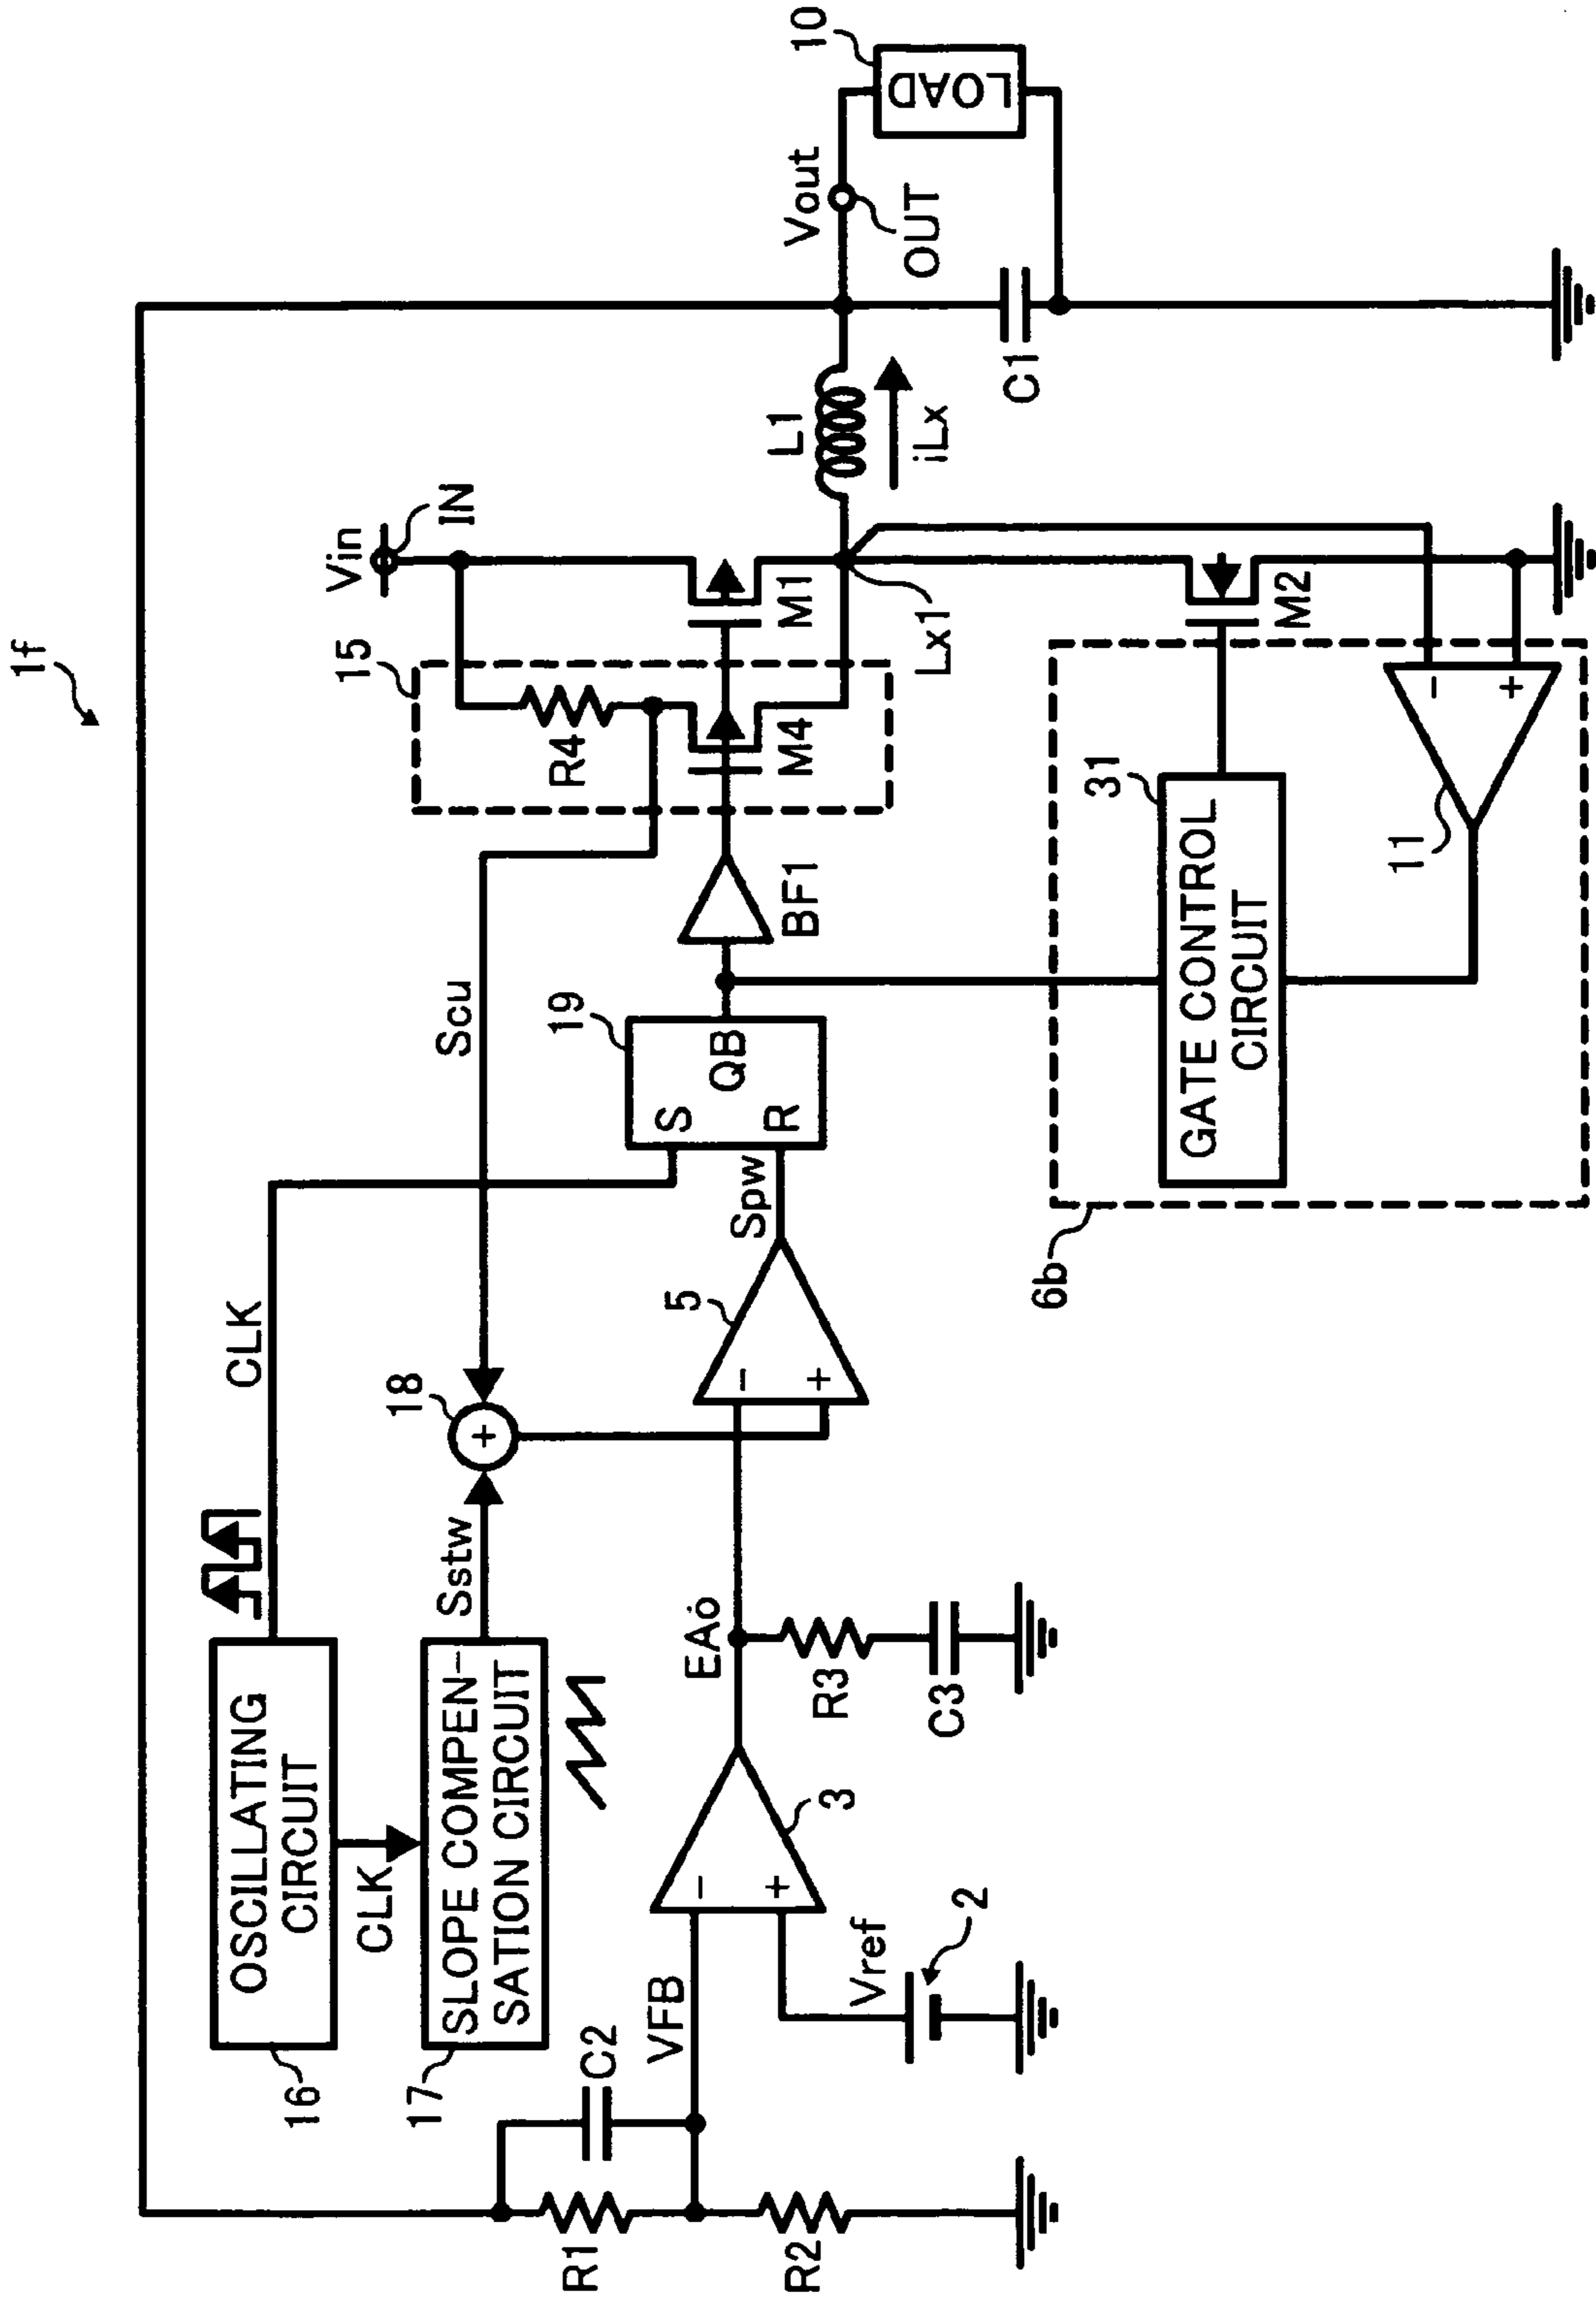 1f
Vin
IN
15
R4
M4
M1
Scu
CLK
OSCILLATING
CIRCUIT
16
CLK
SLOPE COMPEN-
SATION CIRCUIT
17
Sstw
18
+
5
-
+
Spw
19
S
R
QB
BF1
Lx1
L1
iLx
Vout
OUT
10
LOAD
C1
R1
C2
R2
VFB
Vref
2
3
-
+
EAo
R3
C3
6b
31
GATE CONTROL
CIRCUIT
M2
11
-
+